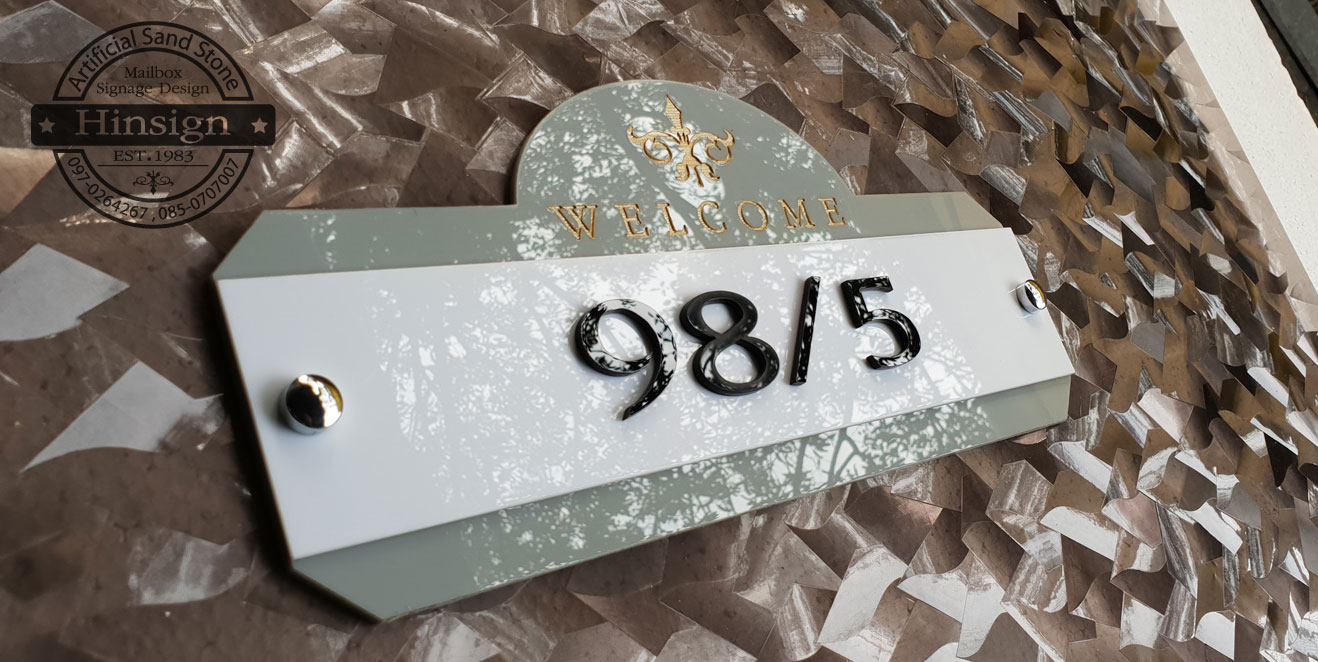 Artificial Sand Stone
Mailbox
Signage Design
Hinsign
EST.1983
097-0264267 , 085-0707007
WELCOME
98/5